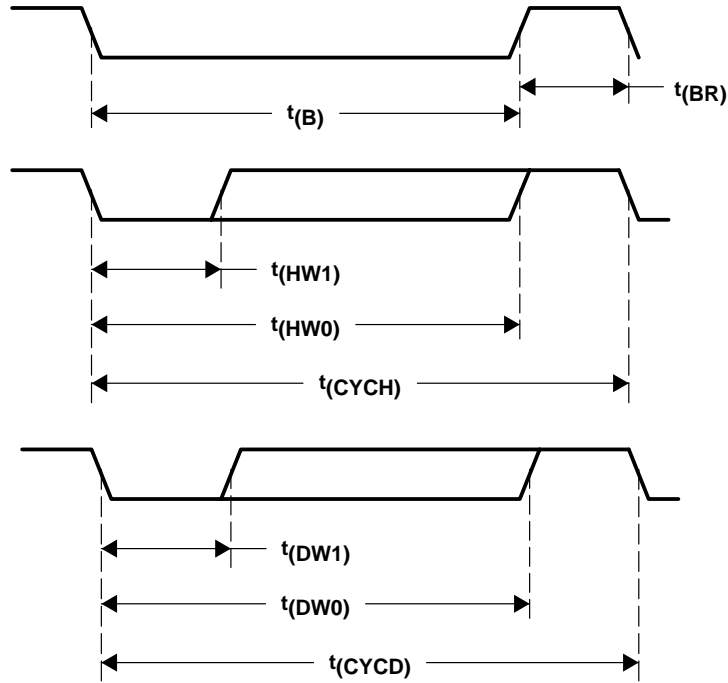 t(B)
t(BR)
t(HW1)
t(HW0)
t(CYCH)
t(DW1)
t(DW0)
t(CYCD)